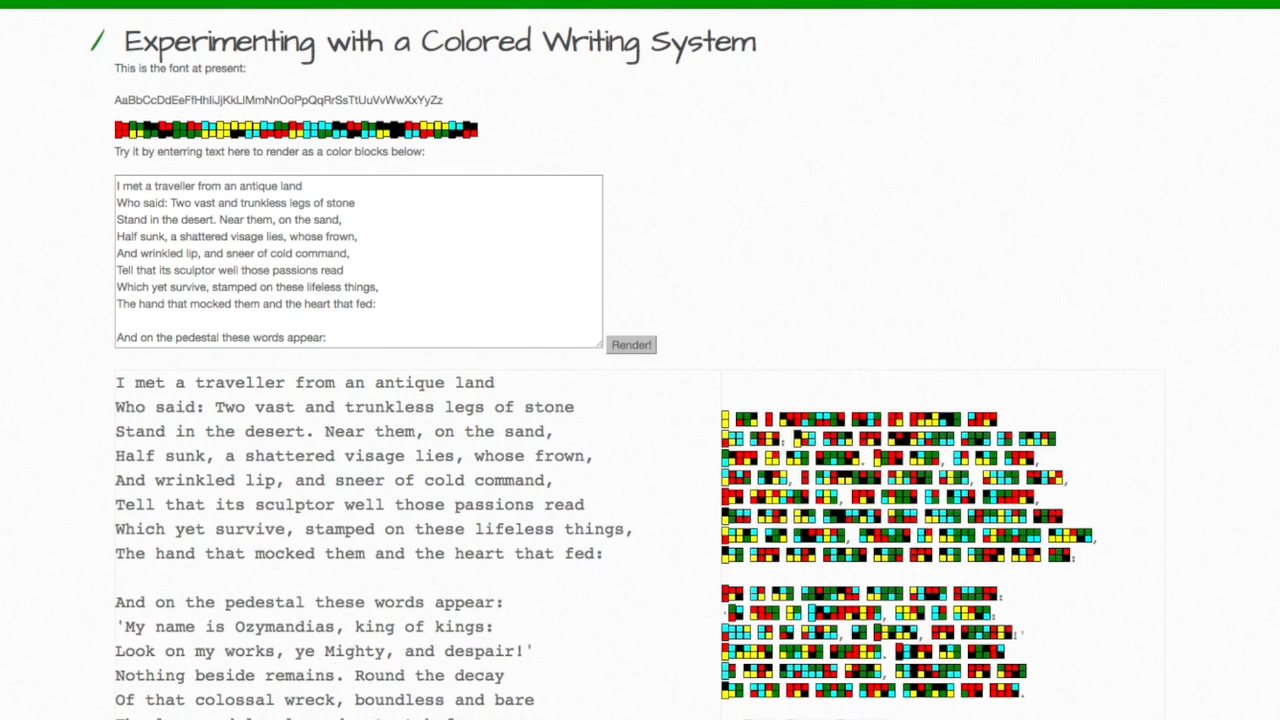 Experimenting with a Colored Writing System
This is the font at present:
AaBbCcDdEeFfHhIiJjKkLlMmNnOoPpQqRrSsTtUuVvWwXxYyZz
Try it by enterring text here to render as a color blocks below:
I met a traveller from an antique land
Who said: Two vast and trunkless legs of stone
Stand in the desert. Near them, on the sand,
Half sunk, a shattered visage lies, whose frown,
And wrinkled lip, and sneer of cold command,
Tell that its sculptor well those passions read
Which yet survive, stamped on these lifeless things,
The hand that mocked them and the heart that fed:
And on the pedestal these words appear:
Render!
I met a traveller from an antique land
Who said: Two vast and trunkless legs of stone
Stand in the desert. Near them, on the sand,
Half sunk, a shattered visage lies, whose frown,
And wrinkled lip, and sneer of cold command,
Tell that its sculptor well those passions read
Which yet survive, stamped on these lifeless things,
The hand that mocked them and the heart that fed:
And on the pedestal these words appear:
'My name is Ozymandias, king of kings:
Look on my works, ye Mighty, and despair!'
Nothing beside remains. Round the decay
Of that colossal wreck, boundless and bare